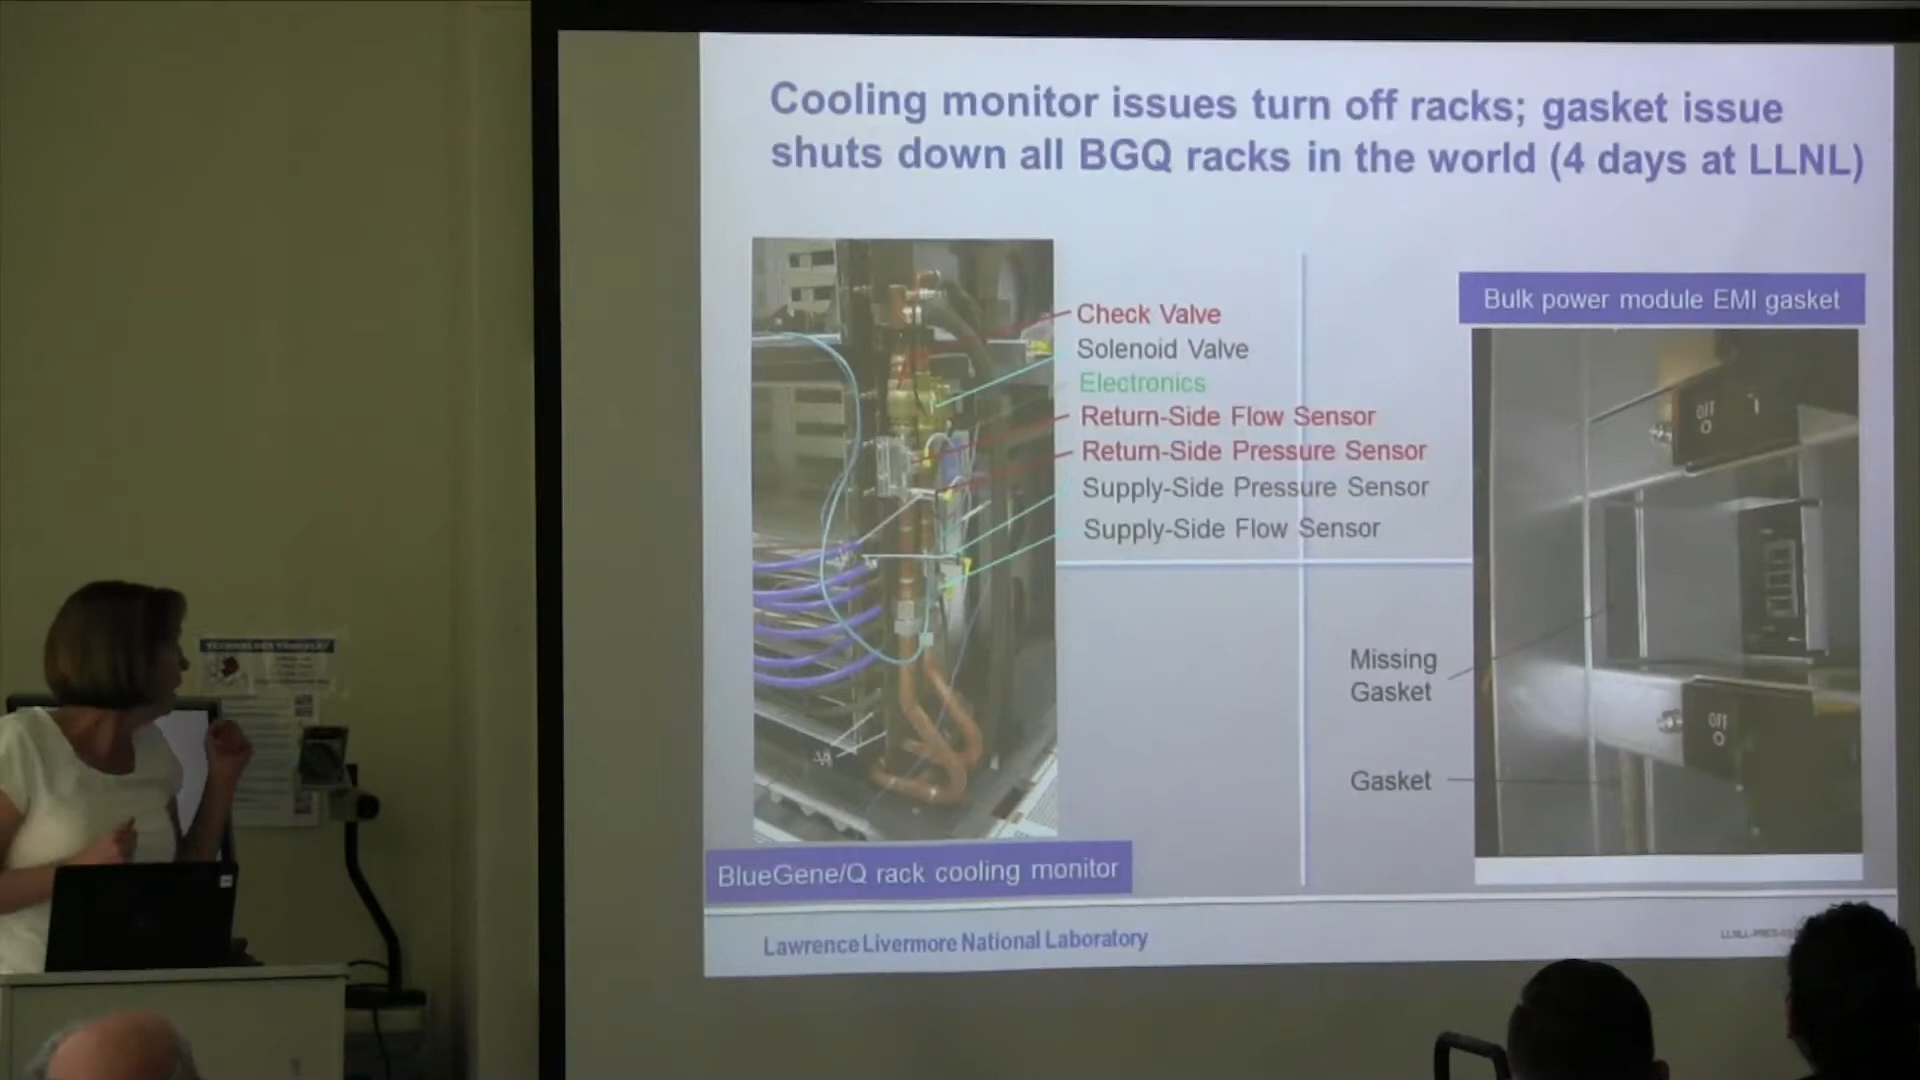 Cooling monitor issues turn off racks; gasket issue
shuts down all BGQ racks in the world (4 days at LLNL)
Check Valve
Solenoid Valve
Electronics
Return-Side Flow Sensor
Return-Side Pressure Sensor
Supply-Side Pressure Sensor
Supply-Side Flow Sensor
BlueGene/Q rack cooling monitor
Bulk power module EMI gasket
Off
Missing
Gasket
Off
Gasket
Lawrence Livermore National Laboratory